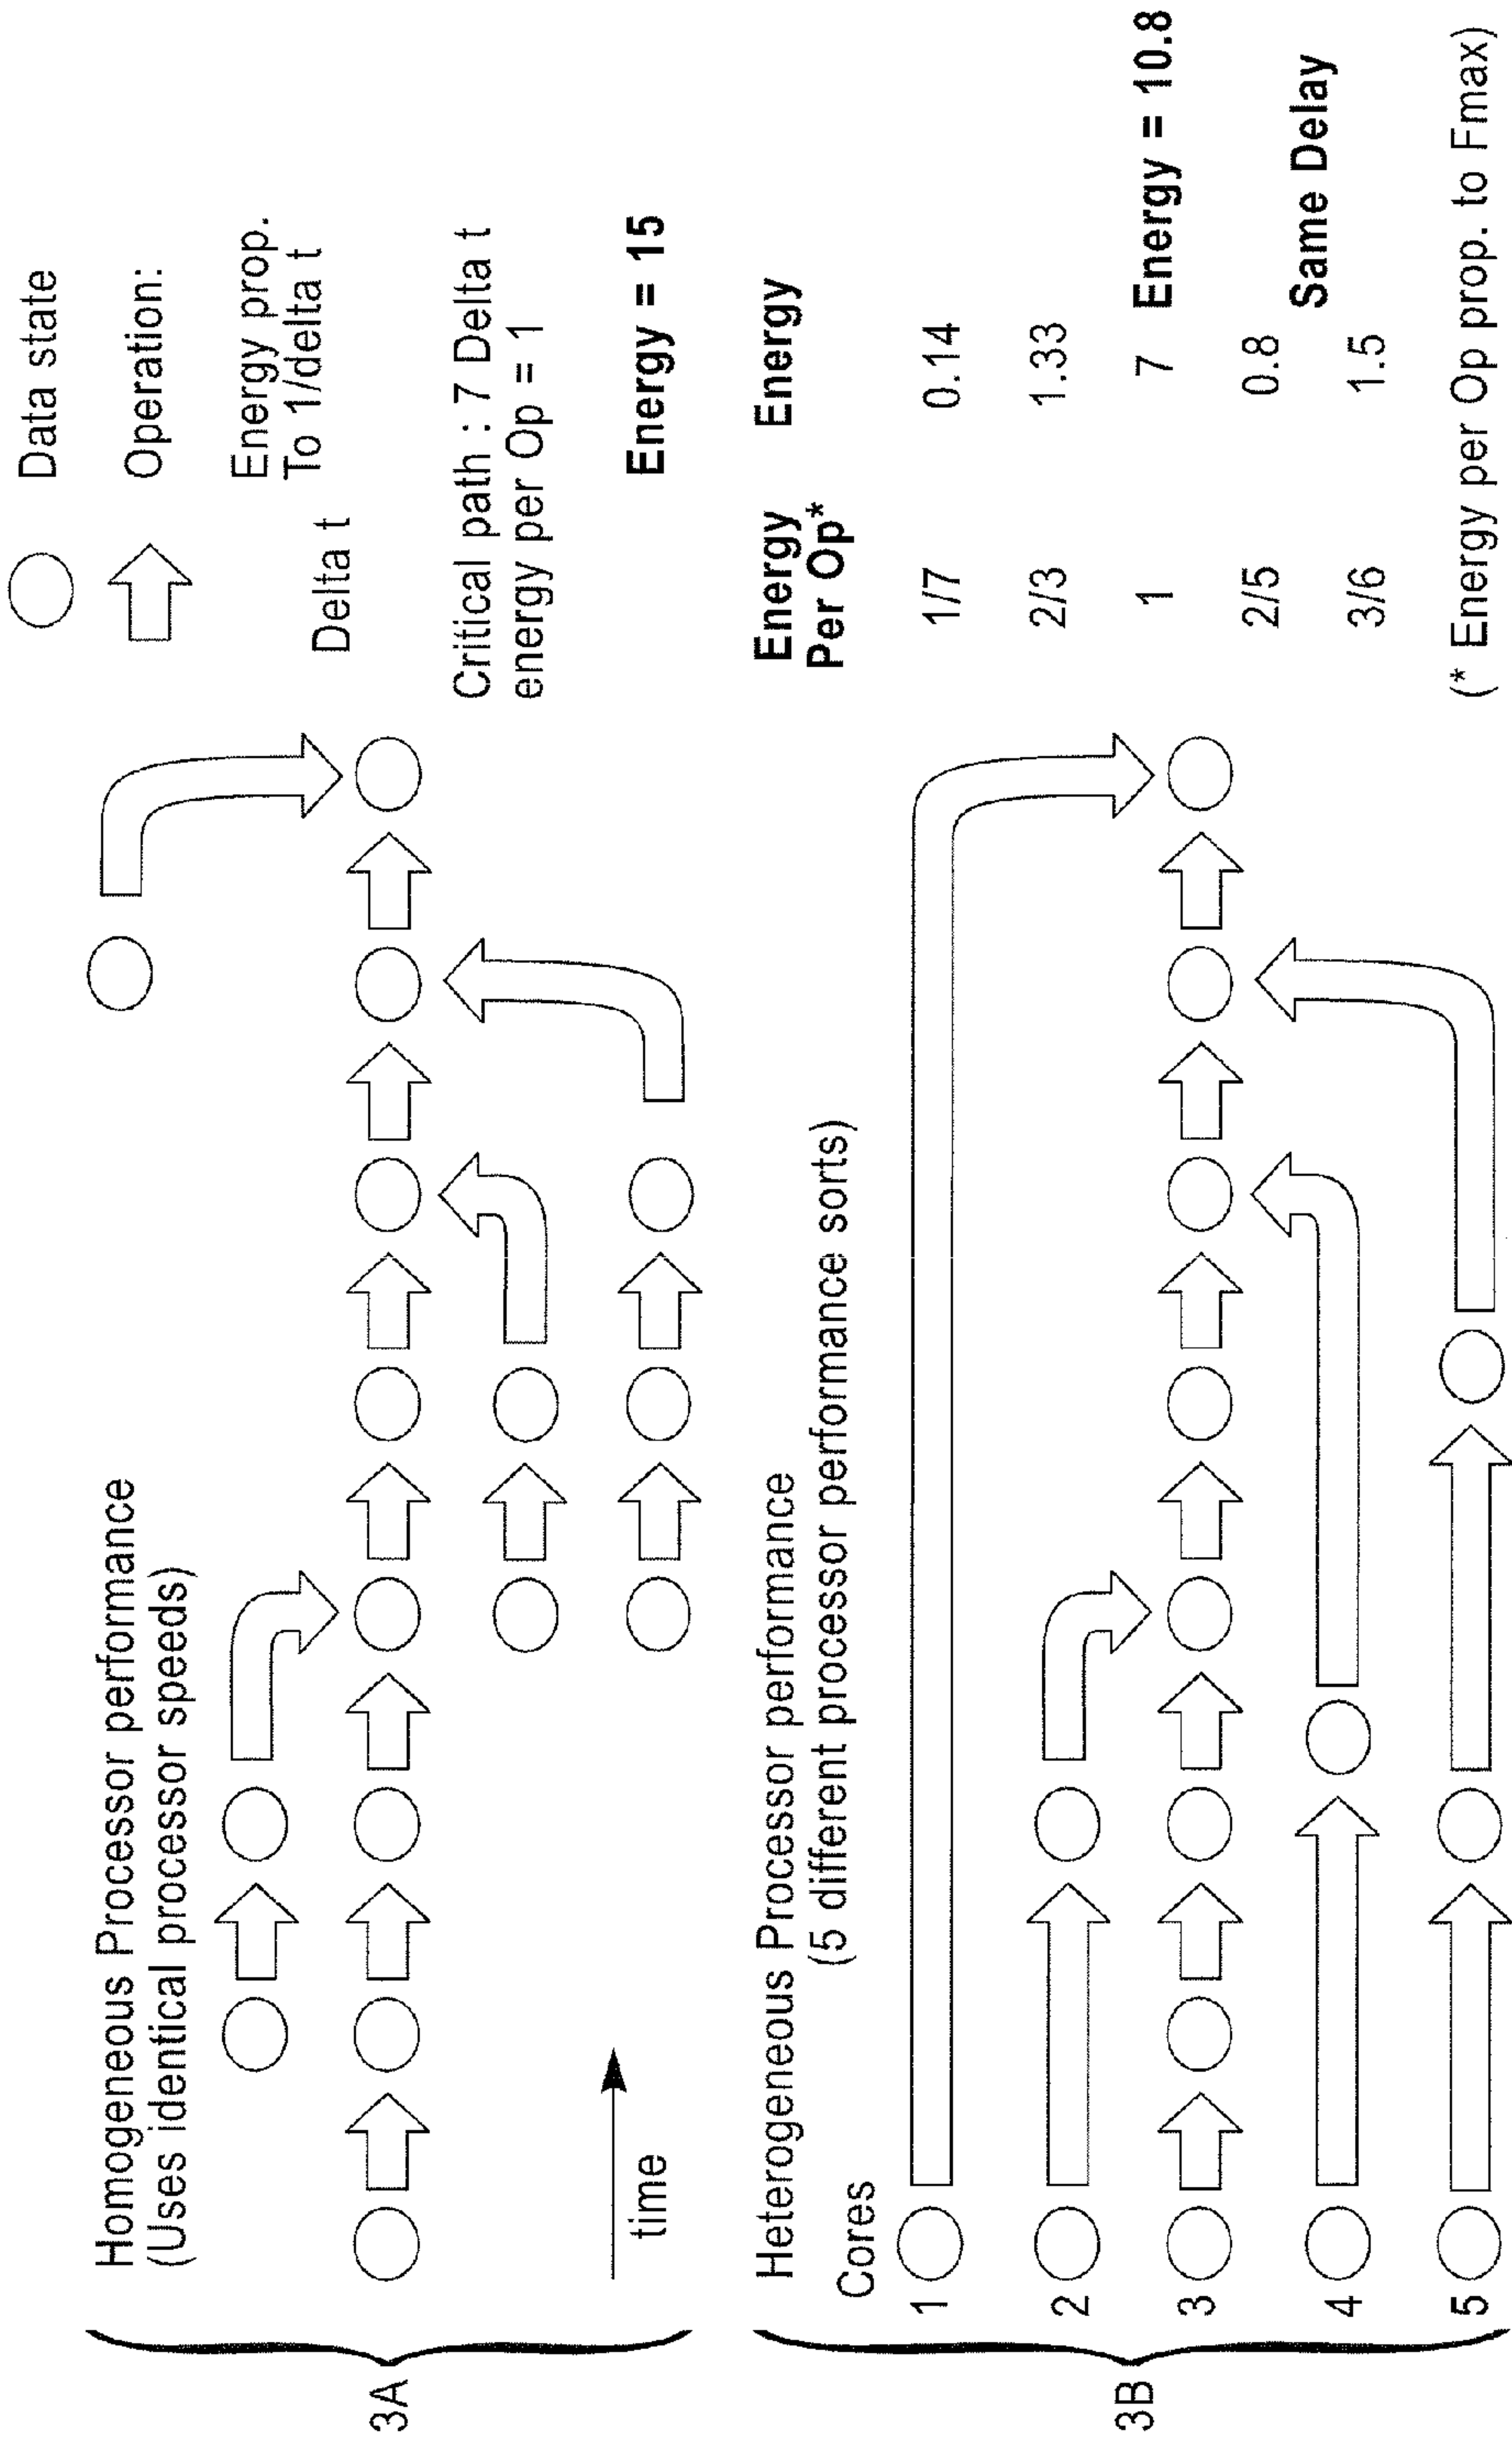 Homogeneous Processor performance
(Uses identical processor speeds)
Data state
Operation:
Energy prop.
To 1/delta t
Delta t
Critical path : 7 Delta t
energy per Op = 1
Energy = 15
time
3A
Heterogeneous Processor performance
(5 different processor performance sorts)
Cores
Energy
Per Op*
Energy
1
1/7
0.14
2
2/3
1.33
3
1
7
Energy = 10.8
4
2/5
0.8
Same Delay
5
3/6
1.5
3B
(* Energy per Op prop. to Fmax)